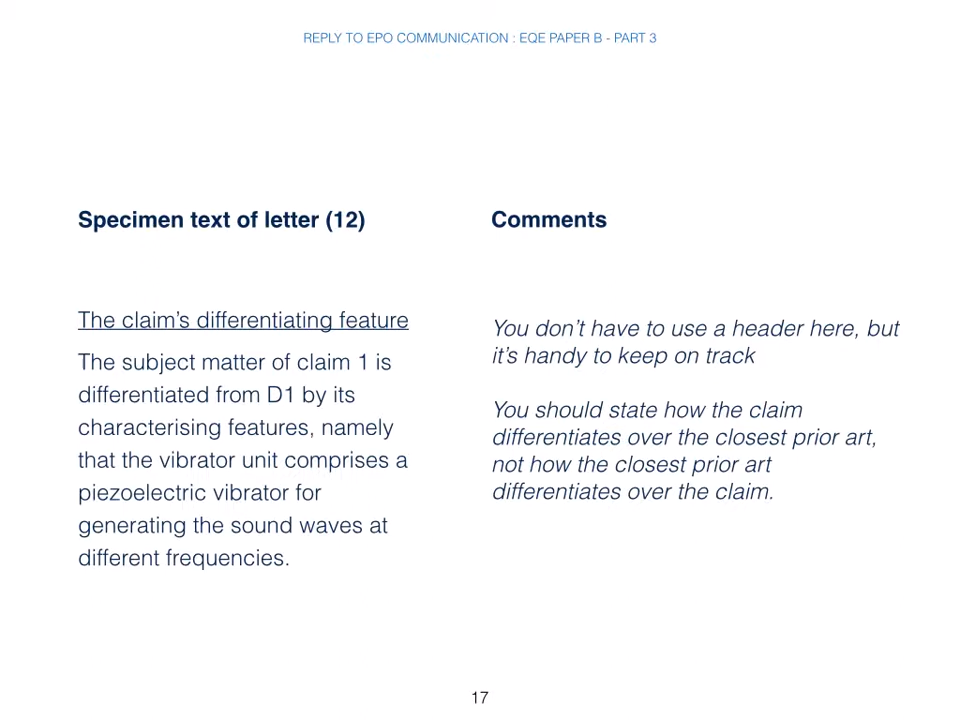 REPLY TO EPO COMMUNICATION : EQE PAPER B - PART 3
Specimen text of letter (12)
The claim’s differentiating feature
The subject matter of claim 1 is
differentiated from D1 by its
characterising features, namely
that the vibrator unit comprises a
piezoelectric vibrator for
generating the sound waves at
different frequencies.
Comments
You don’t have to use a header here, but
it’s handy to keep on track
You should state how the claim
differentiates over the closest prior art,
not how the closest prior art
differentiates over the claim.
17